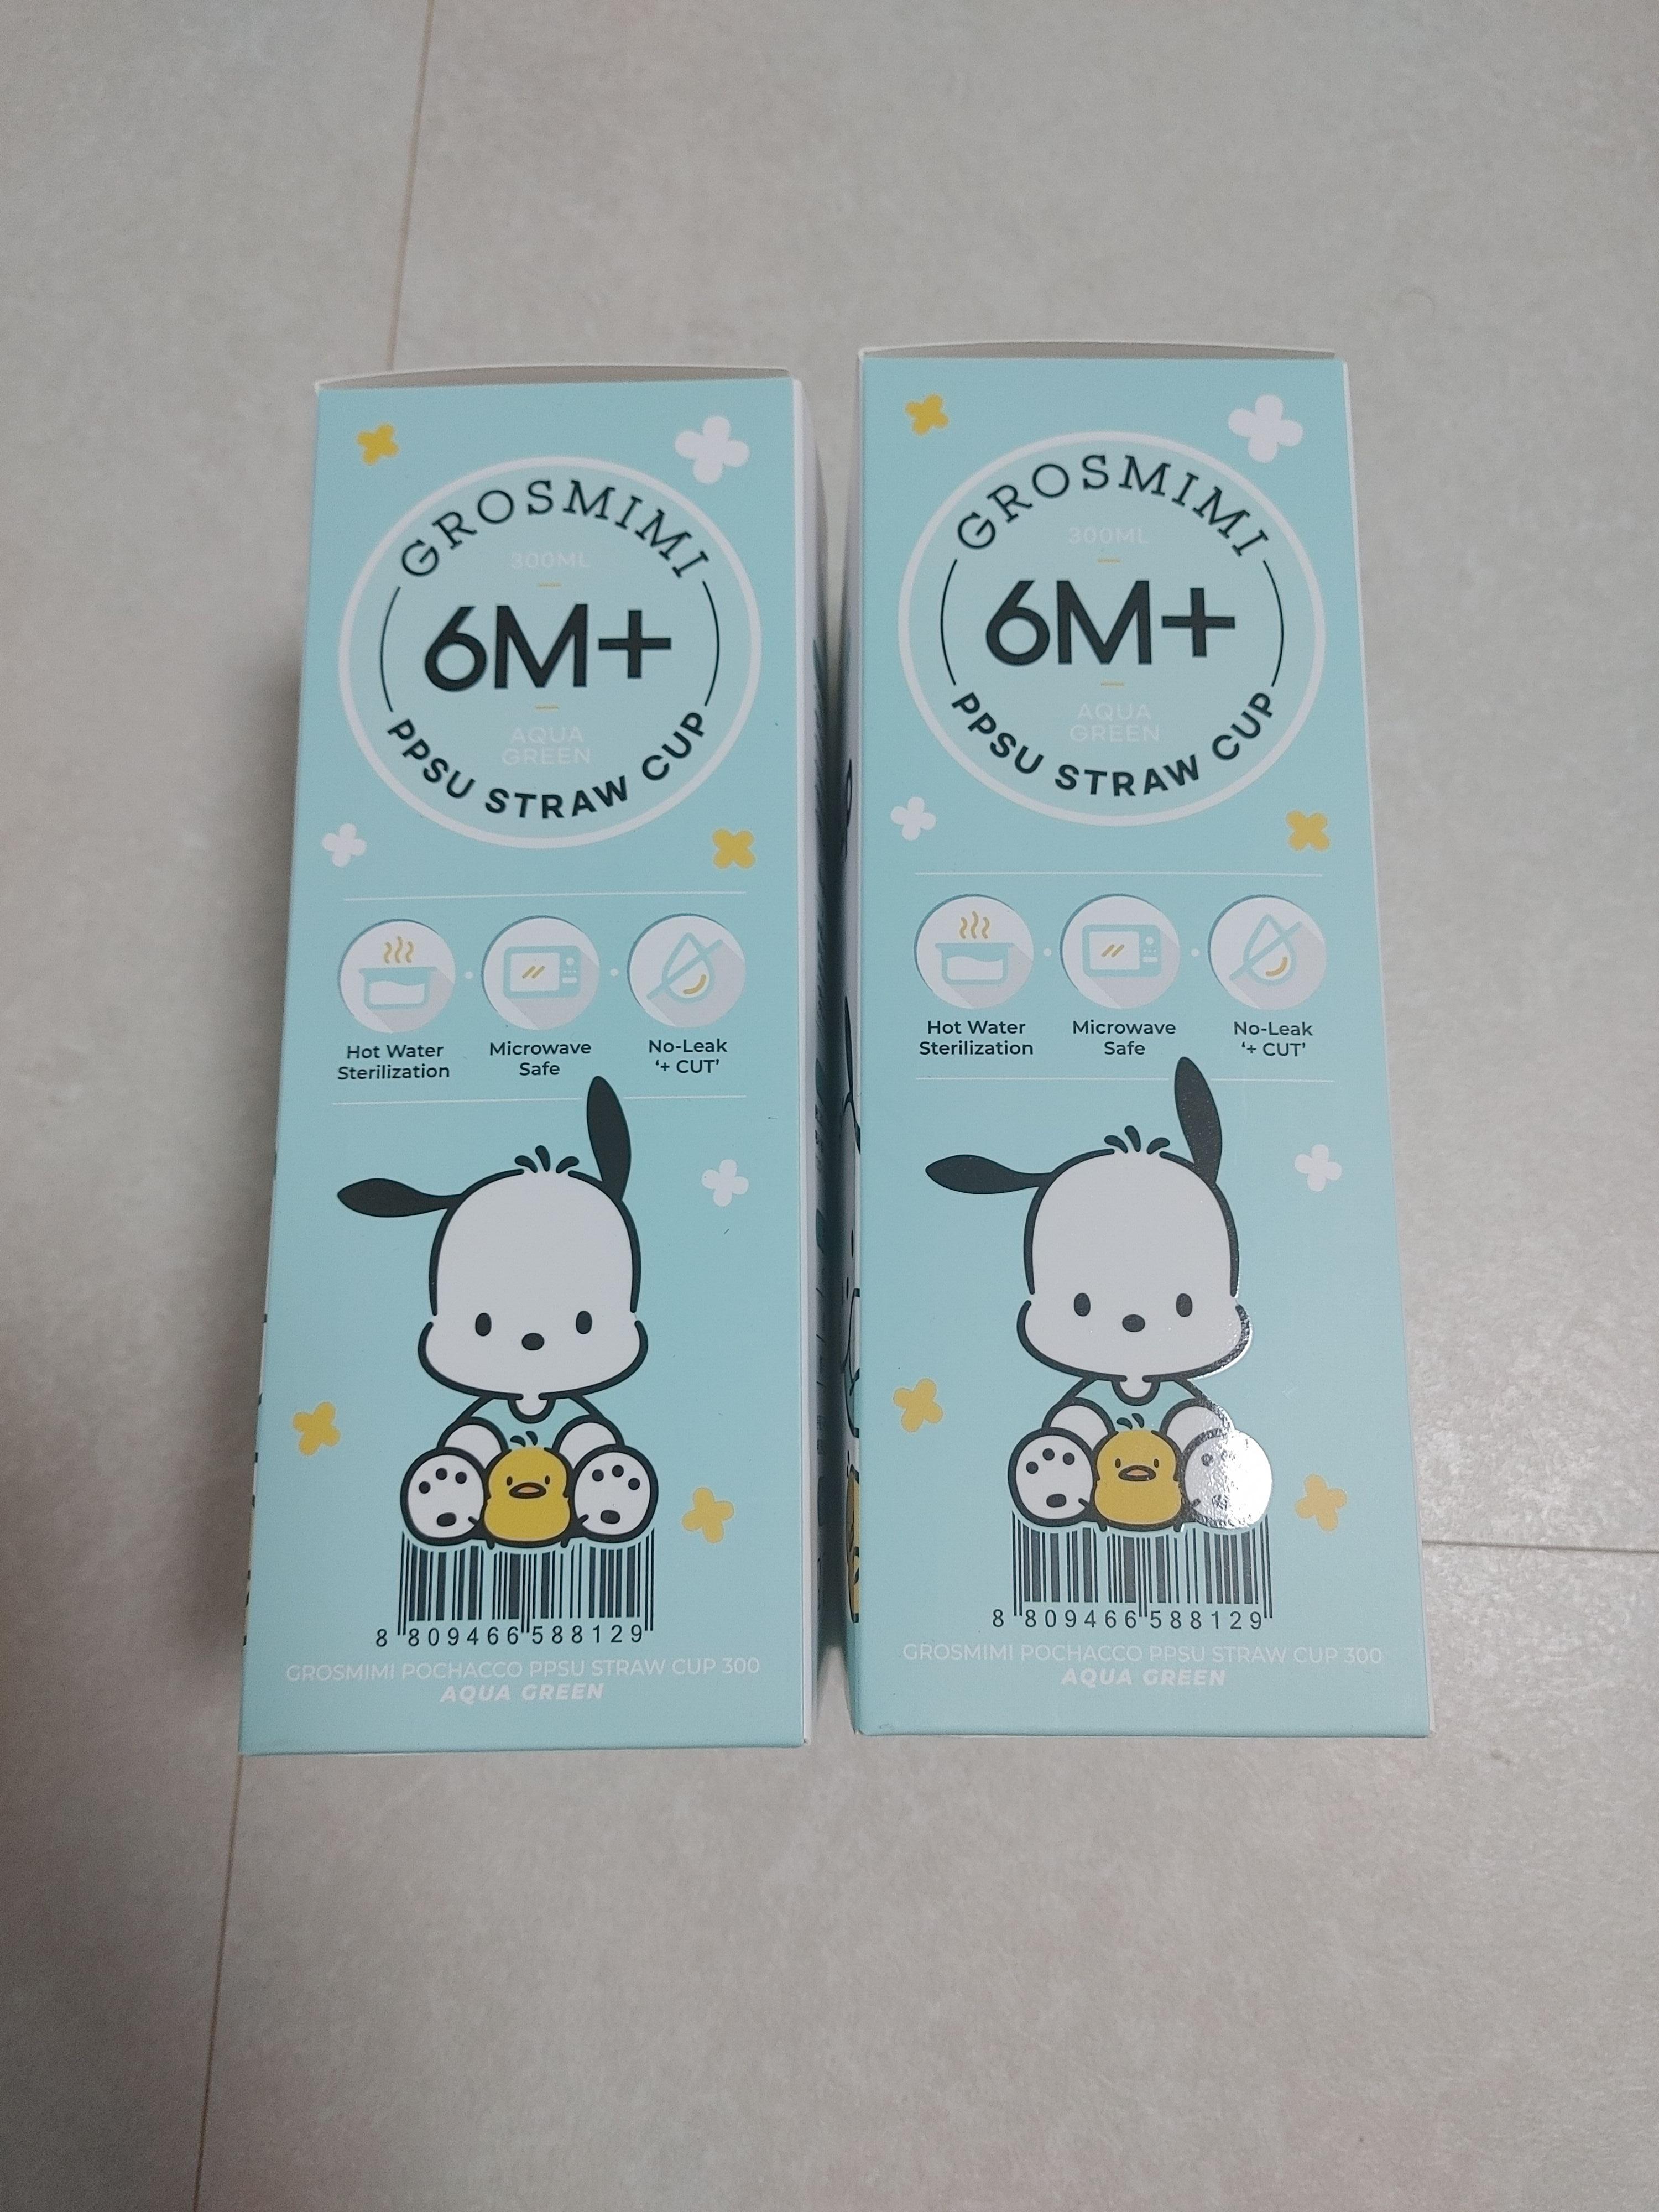 GROSMIMI
300ML
6M+
AQUA
GREEN
PPSU STRAW CUP
Hot Water
Sterilization
Microwave
Safe
No-Leak
‘+ CUT’
8 809466 588129
GROSMIMI POCHACCO PPSU STRAW CUP 300
AQUA GREEN
GROSMIMI
300ML
6M+
AQUA
GREEN
PPSU STRAW CUP
Hot Water
Sterilization
Microwave
Safe
No-Leak
‘+ CUT’
8 809466 588129
GROSMIMI POCHACCO PPSU STRAW CUP 300
AQUA GREEN